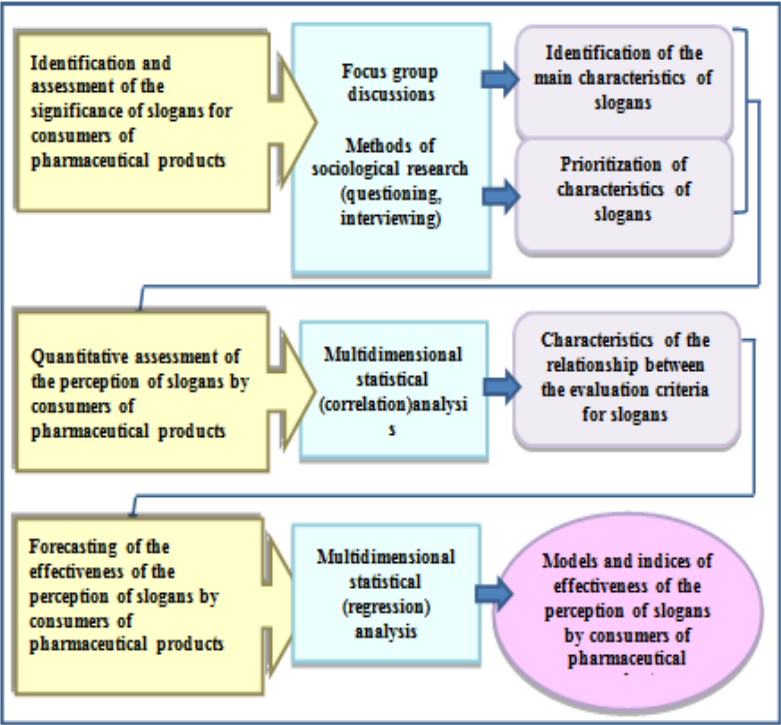 Identification and
assessment of the
significance of slogans for
consumers of
pharmaceutical products
Focus group
discussions
Methods of
sociological research
(questioning,
interviewing)
Identification of the
main characteristics of
slogans
Prioritization of
characteristics of
slogans
Quantitative assessment of
the perception of slogans by
consumers of
pharmaceutical products
Multidimensional
statistical
(correlation)analysi
s
Characteristics of the
relationship between
the evaluation criteria
for slogans
Forecasting of the
effectiveness of the
perception of slogans by
consumers of
pharmaceutical products
Multidimensional
statistical
(regression)
analysis
Models and indices of
effectiveness of the
perception of slogans
by consumers of
pharmaceutical